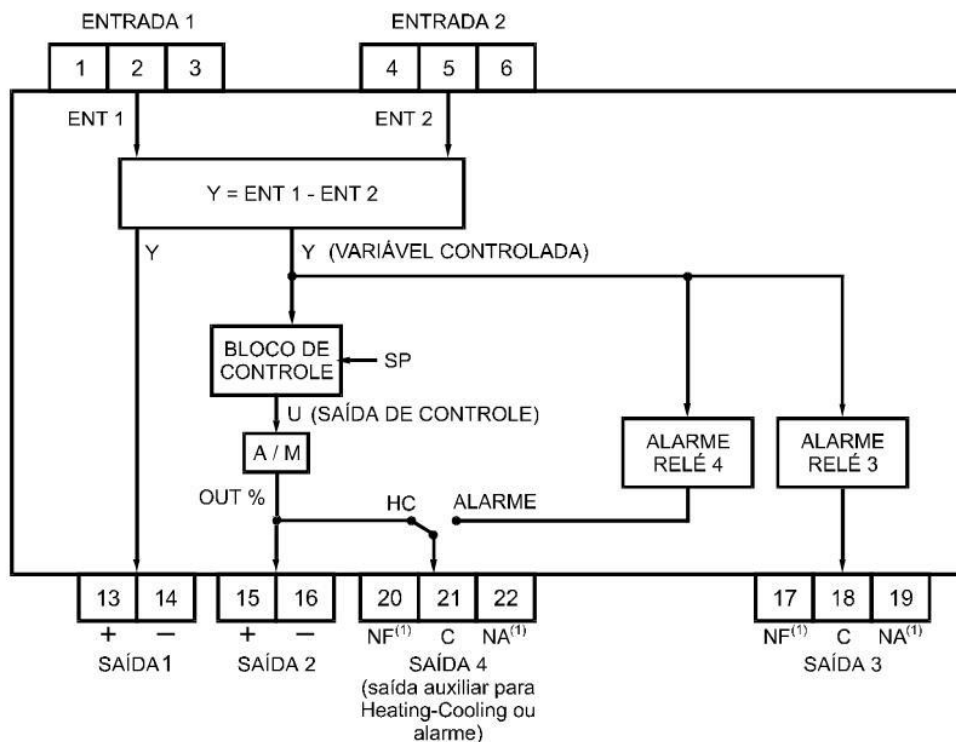 ENTRADA 1
ENTRADA 2
1 2 3
4 5 6
ENT 1
ENT 2
Y = ENT 1 - ENT 2
Y
Y (VARIÁVEL CONTROLADA)
BLOCO DE
CONTROLE
SP
U (SAÍDA DE CONTROLE)
A / M
ALARME
RELÉ 4
ALARME
RELÉ 3
OUT %
HC
ALARME
13 14
15 16
20 21 22
17 18 19
+ −
+ −
NF(1) C NA(1)
NF(1) C NA(1)
SAÍDA 1
SAÍDA 2
SAÍDA 4
SAÍDA 3
(saída auxiliar para
Heating-Cooling ou
alarme)